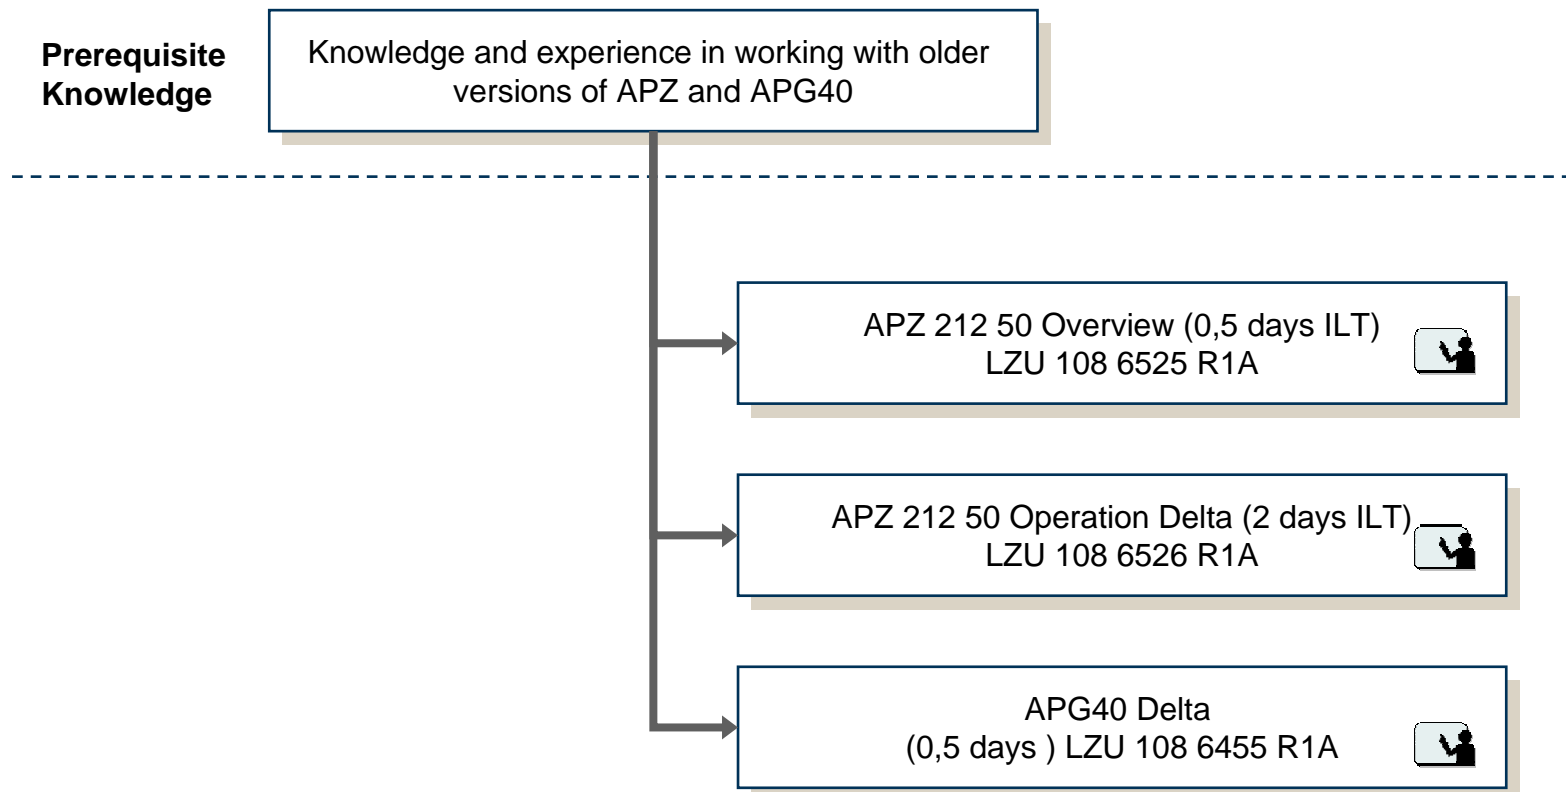 Prerequisite
Knowledge
Knowledge and experience in working with older
versions of APZ and APG40
APZ 212 50 Overview (0,5 days ILT)
LZU 108 6525 R1A
APZ 212 50 Operation Delta (2 days ILT)
LZU 108 6526 R1A
APG40 Delta
(0,5 days ) LZU 108 6455 R1A